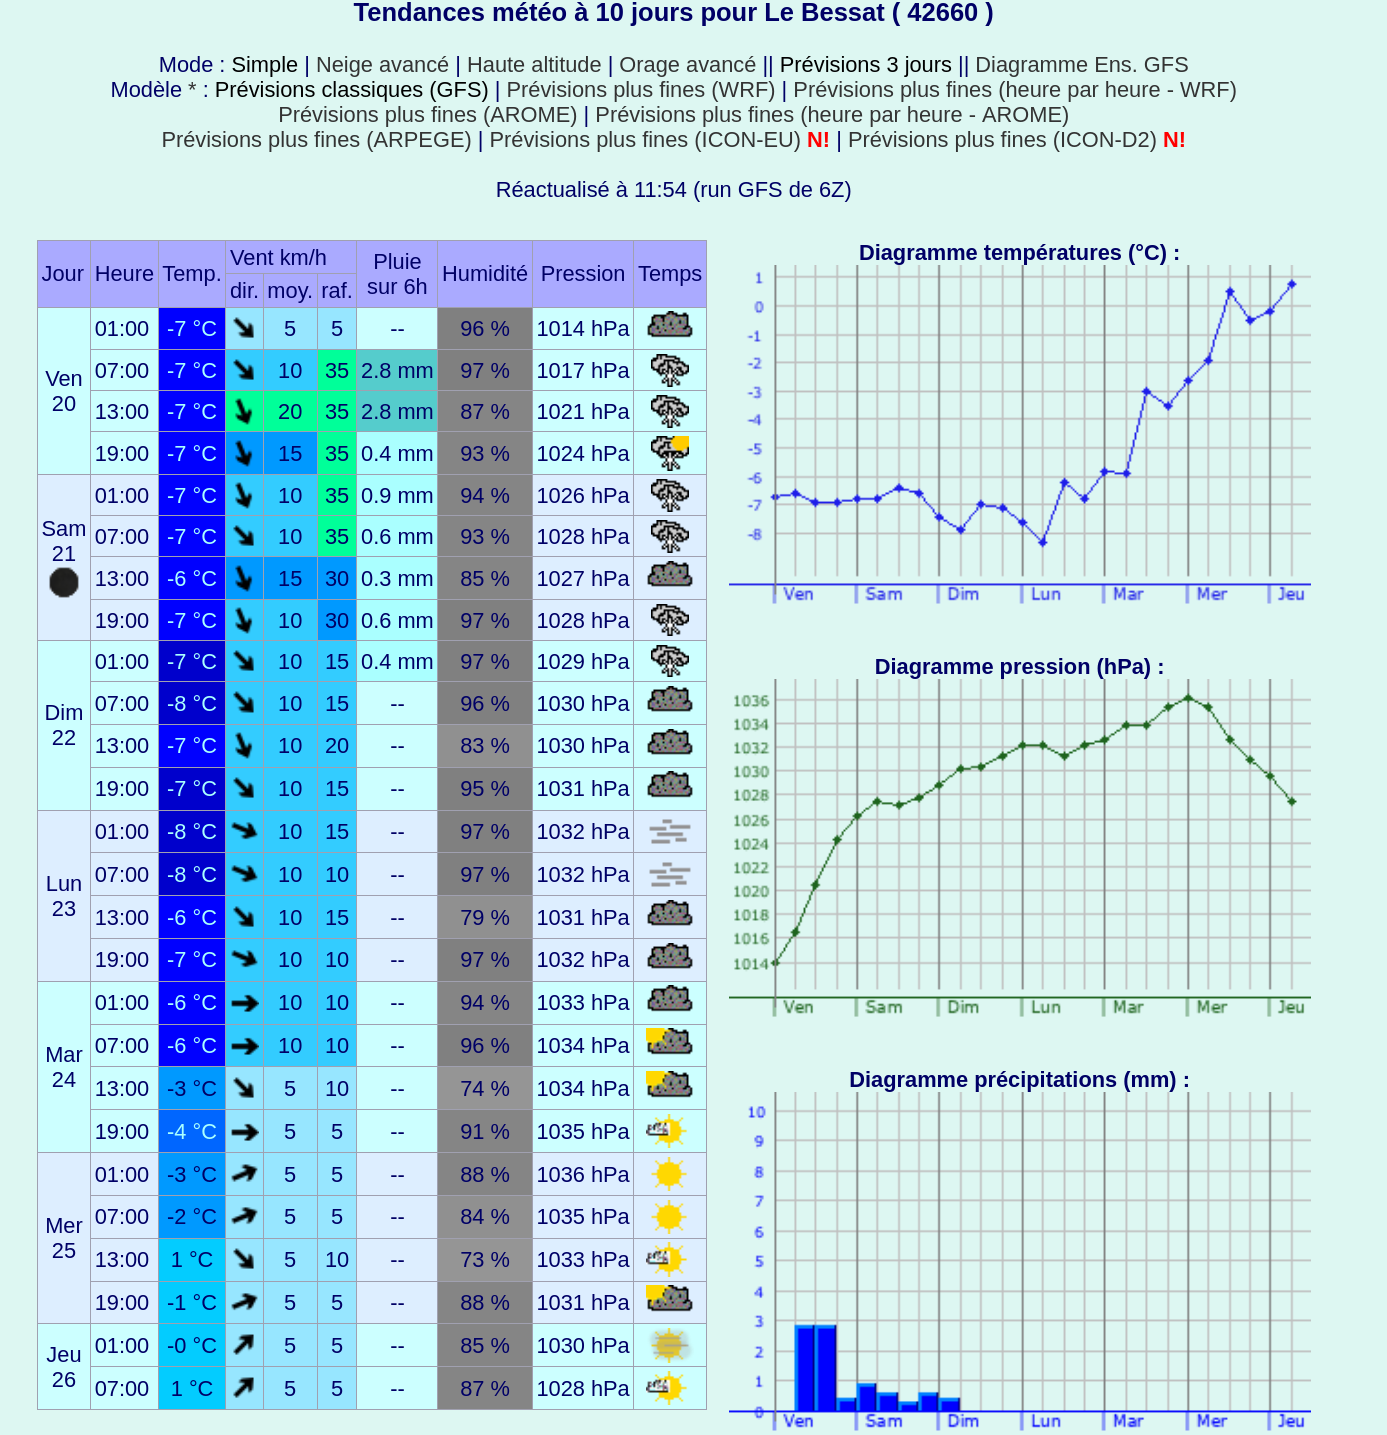 Tendances météo à 10 jours pour Le Bessat ( 42660 )
Mode : Simple | Neige avancé | Haute altitude | Orage avancé || Prévisions 3 jours || Diagramme Ens. GFS
Modèle * : Prévisions classiques (GFS) | Prévisions plus fines (WRF) | Prévisions plus fines (heure par heure - WRF)
Prévisions plus fines (AROME) | Prévisions plus fines (heure par heure - AROME)
Prévisions plus fines (ARPEGE) | Prévisions plus fines (ICON-EU) N! | Prévisions plus fines (ICON-D2) N!
Réactualisé à 11:54 (run GFS de 6Z)
Jour Heure Temp. Vent km/h Pluie sur 6h Humidité Pression Temps
dir. moy. raf.
Ven 20
01:00 -7 °C 5 5 -- 96 % 1014 hPa
07:00 -7 °C 10 35 2.8 mm 97 % 1017 hPa
13:00 -7 °C 20 35 2.8 mm 87 % 1021 hPa
19:00 -7 °C 15 35 0.4 mm 93 % 1024 hPa
Sam 21
01:00 -7 °C 10 35 0.9 mm 94 % 1026 hPa
07:00 -7 °C 10 35 0.6 mm 93 % 1028 hPa
13:00 -6 °C 15 30 0.3 mm 85 % 1027 hPa
19:00 -7 °C 10 30 0.6 mm 97 % 1028 hPa
Dim 22
01:00 -7 °C 10 15 0.4 mm 97 % 1029 hPa
07:00 -8 °C 10 15 -- 96 % 1030 hPa
13:00 -7 °C 10 20 -- 83 % 1030 hPa
19:00 -7 °C 10 15 -- 95 % 1031 hPa
Lun 23
01:00 -8 °C 10 15 -- 97 % 1032 hPa
07:00 -8 °C 10 10 -- 97 % 1032 hPa
13:00 -6 °C 10 15 -- 79 % 1031 hPa
19:00 -7 °C 10 10 -- 97 % 1032 hPa
Mar 24
01:00 -6 °C 10 10 -- 94 % 1033 hPa
07:00 -6 °C 10 10 -- 96 % 1034 hPa
13:00 -3 °C 5 10 -- 74 % 1034 hPa
19:00 -4 °C 5 5 -- 91 % 1035 hPa
Mer 25
01:00 -3 °C 5 5 -- 88 % 1036 hPa
07:00 -2 °C 5 5 -- 84 % 1035 hPa
13:00 1 °C 5 10 -- 73 % 1033 hPa
19:00 -1 °C 5 5 -- 88 % 1031 hPa
Jeu 26
01:00 -0 °C 5 5 -- 85 % 1030 hPa
07:00 1 °C 5 5 -- 87 % 1028 hPa
Diagramme températures (°C) :
1
0
-1
-2
-3
-4
-5
-6
-7
-8
Ven Sam Dim Lun Mar Mer Jeu
Diagramme pression (hPa) :
1036
1034
1032
1030
1028
1026
1024
1022
1020
1018
1016
1014
Ven Sam Dim Lun Mar Mer Jeu
Diagramme précipitations (mm) :
10
9
8
7
6
5
4
3
2
1
0
Ven Sam Dim Lun Mar Mer Jeu